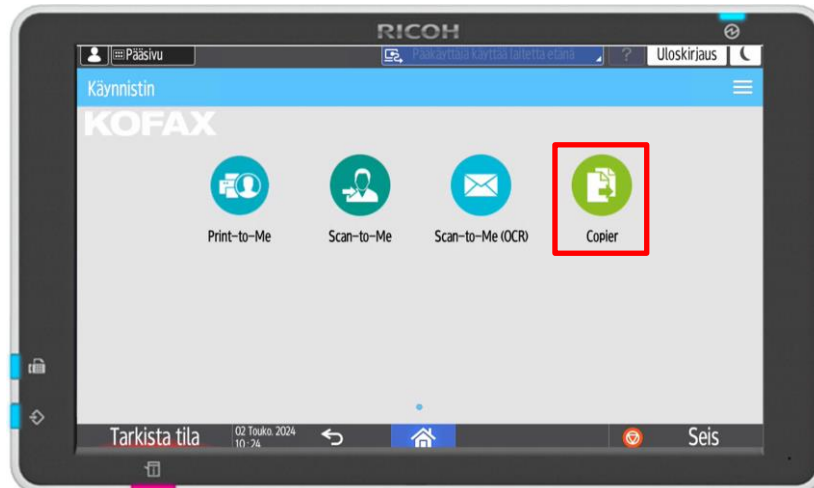 RICOH
Pääsivu
Pääkäyttäjä käyttää laitetta etänä
?
Uloskirjaus
Käynnistin
KOFAX
Print-to-Me
Scan-to-Me
Scan-to-Me (OCR)
Copier
Tarkista tila
02 Touko. 2024
10:24
Seis